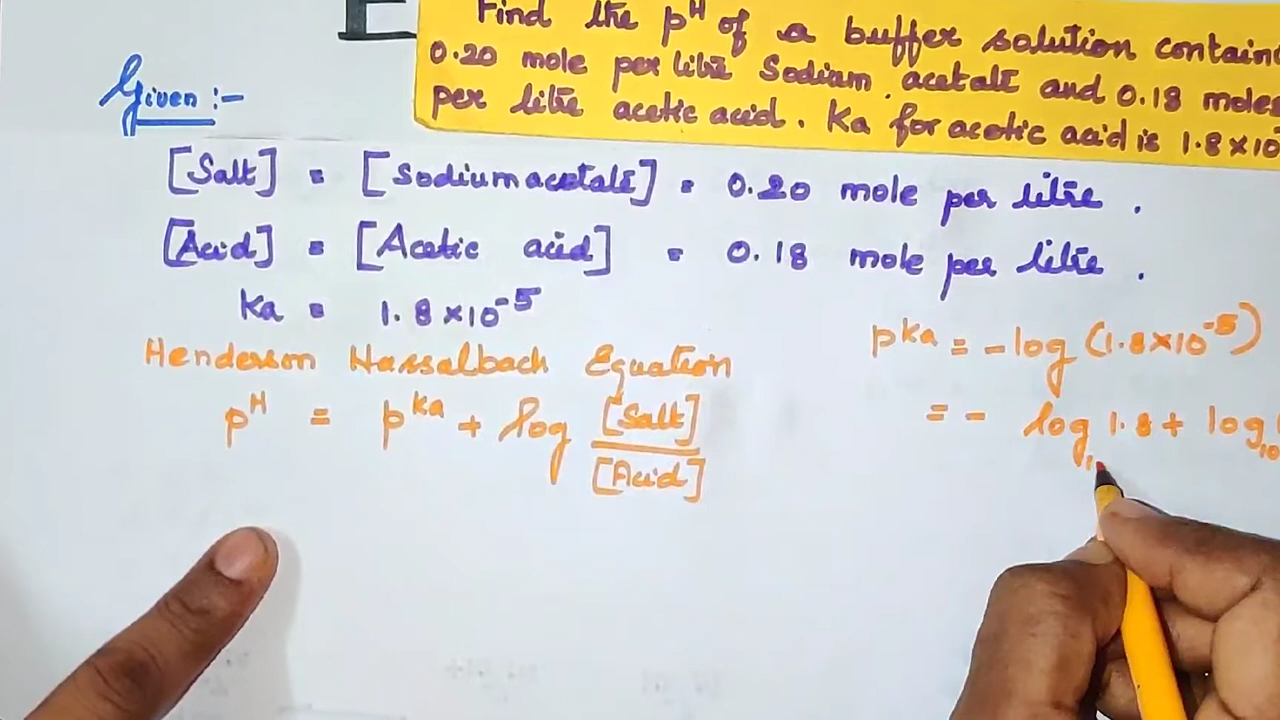 Find the pH of a buffer solution
0.20 mole per litre Sodium acetate and 0.18 moles
per litre acetic acid. Ka for acetic acid is 1.8×10
Given :-
[Salt] = [Sodium acetate] = 0.20 mole per litre .
[Acid] = [Acetic acid] = 0.18 mole per litre .
Ka = 1.8×10⁻⁵
Henderson Hasselbach Equation
pH = pKa + log [Salt]
[Acid]
pKa = -log (1.8×10⁻⁵)
= - log 1.8 + log₁₀